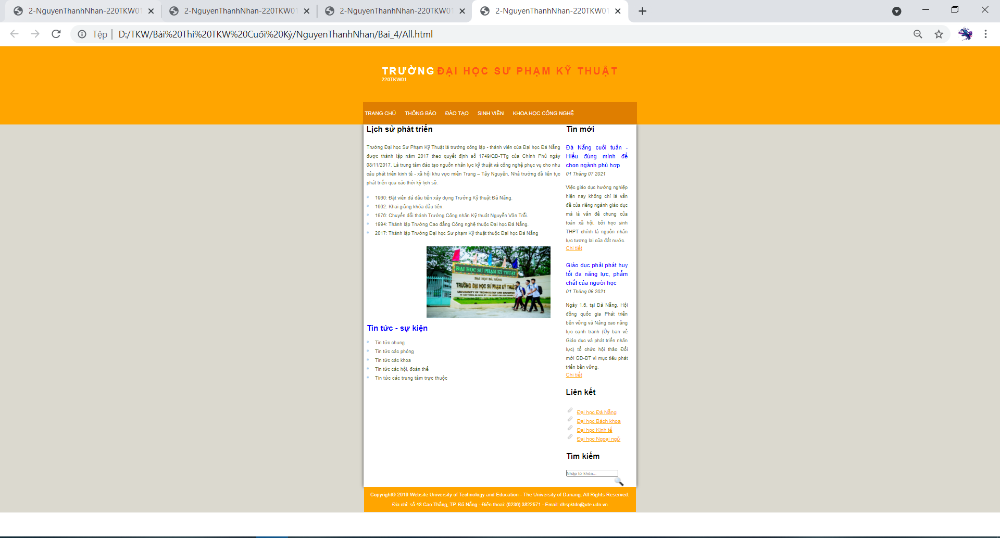 2-NguyenThanhNhan-220TKW01
2-NguyenThanhNhan-220TKW01
2-NguyenThanhNhan-220TKW01
2-NguyenThanhNhan-220TKW01
Tệp
D:/TKW/Bài%20Thi%20TKW%20Cuối%20Kỳ/NguyenThanhNhan/Bai_4/All.html
TRƯỜNG ĐẠI HỌC SƯ PHẠM KỸ THUẬT
220TKW01
TRANG CHỦ THÔNG BÁO ĐÀO TẠO SINH VIÊN KHOA HỌC CÔNG NGHỆ
Lịch sử phát triển
Trường Đại học Sư Phạm Kỹ Thuật là trường công lập - thành viên của Đại học Đà Nẵng
được thành lập năm 2017 theo quyết định số 1749/QĐ-TTg của Chính Phủ ngày
08/11/2017. Là trung tâm đào tạo nguồn nhân lực kỹ thuật và công nghệ phục vụ cho nhu
cầu phát triển kinh tế - xã hội khu vực miền Trung – Tây Nguyên, Nhà trường đã liên tục
phát triển qua các thời kỳ lịch sử.
1960: Đặt viên đá đầu tiên xây dựng Trường Kỹ thuật Đà Nẵng.
1962: Khai giảng khóa đầu tiên.
1976: Chuyển đổi thành Trường Công nhân Kỹ thuật Nguyễn Văn Trỗi.
1994: Thành lập Trường Cao đẳng Công nghệ thuộc Đại học Đà Nẵng.
2017: Thành lập Trường Đại học Sư phạm Kỹ thuật thuộc Đại học Đà Nẵng
ĐẠI HỌC SƯ PHẠM KỸ THUẬT
ĐẠI HỌC ĐÀ NẴNG
TRƯỜNG ĐẠI HỌC SƯ PHẠM KỸ THUẬT
UNIVERSITY OF TECHNOLOGY AND EDUCATION
Tin tức - sự kiện
Tin tức chung
Tin tức các phòng
Tin tức các khoa
Tin tức các hội, đoàn thể
Tin tức các trung tâm trực thuộc
Tin mới
Đà Nẵng cuối tuần -
Hiểu đúng mình để
chọn ngành phù hợp
01 Tháng 07 2021
Việc giáo dục hướng nghiệp
hiện nay không chỉ là vấn
đề của riêng ngành giáo dục
mà là vấn đề chung của
toàn xã hội, bởi học sinh
THPT chính là nguồn nhân
lực tương lai của đất nước.
Chi tiết
Giáo dục phải phát huy
tối đa năng lực, phẩm
chất của người học
01 Tháng 06 2021
Ngày 1.6, tại Đà Nẵng, Hội
đồng quốc gia Phát triển
bền vững và Nâng cao năng
lực cạnh tranh (Ủy ban về
Giáo dục và phát triển nhân
lực) tổ chức hội thảo Đổi
mới GD-ĐT vì mục tiêu phát
triển bền vững.
Chi tiết
Liên kết
Đại học Đà Nẵng
Đại học Bách khoa
Đại học Kinh tế
Đại học Ngoại ngữ
Tìm kiếm
Nhập từ khóa...
Copyright© 2019 Website University of Technology and Education - The University of Danang. All Rights Reserved.
Địa chỉ: số 48 Cao Thắng, TP. Đà Nẵng - Điện thoại: (0236) 3822571 - Email: dhspktdn@ute.udn.vn